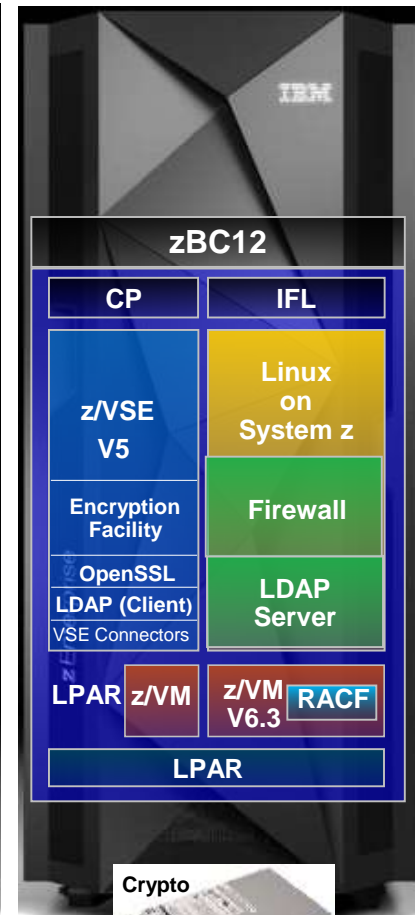 IBM
zBC12
CP
IFL
z/VSE
V5
Encryption
Facility
OpenSSL
LDAP (Client)
VSE Connectors
Linux
on
System z
Firewall
LDAP
Server
zEnterprise
LPAR
z/VM
z/VM
V6.3
RACF
LPAR
Crypto